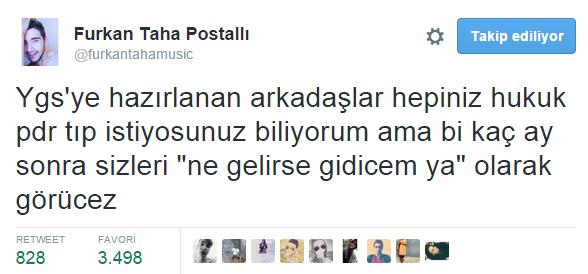 Furkan Taha Postallı
@furkantahamusic
Takip ediliyor
Ygs'ye hazırlanan arkadaşlar hepiniz hukuk
pdr tıp istiyosunuz biliyorum ama bi kaç ay
sonra sizleri "ne gelirse gidicem ya" olarak
görücez
RETWEET FAVORİ
828 3.498